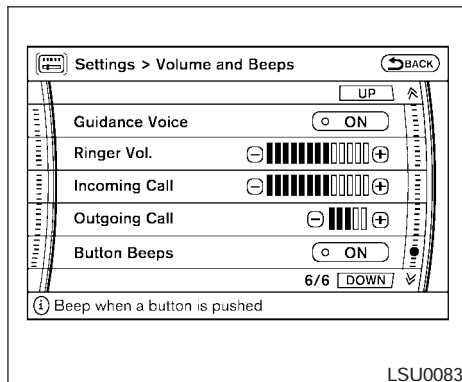 Settings > Volume and Beeps
BACK
UP
Guidance Voice ON
Ringer Vol.
Incoming Call
Outgoing Call
Button Beeps ON
6/6 DOWN
i Beep when a button is pushed
LSU0083